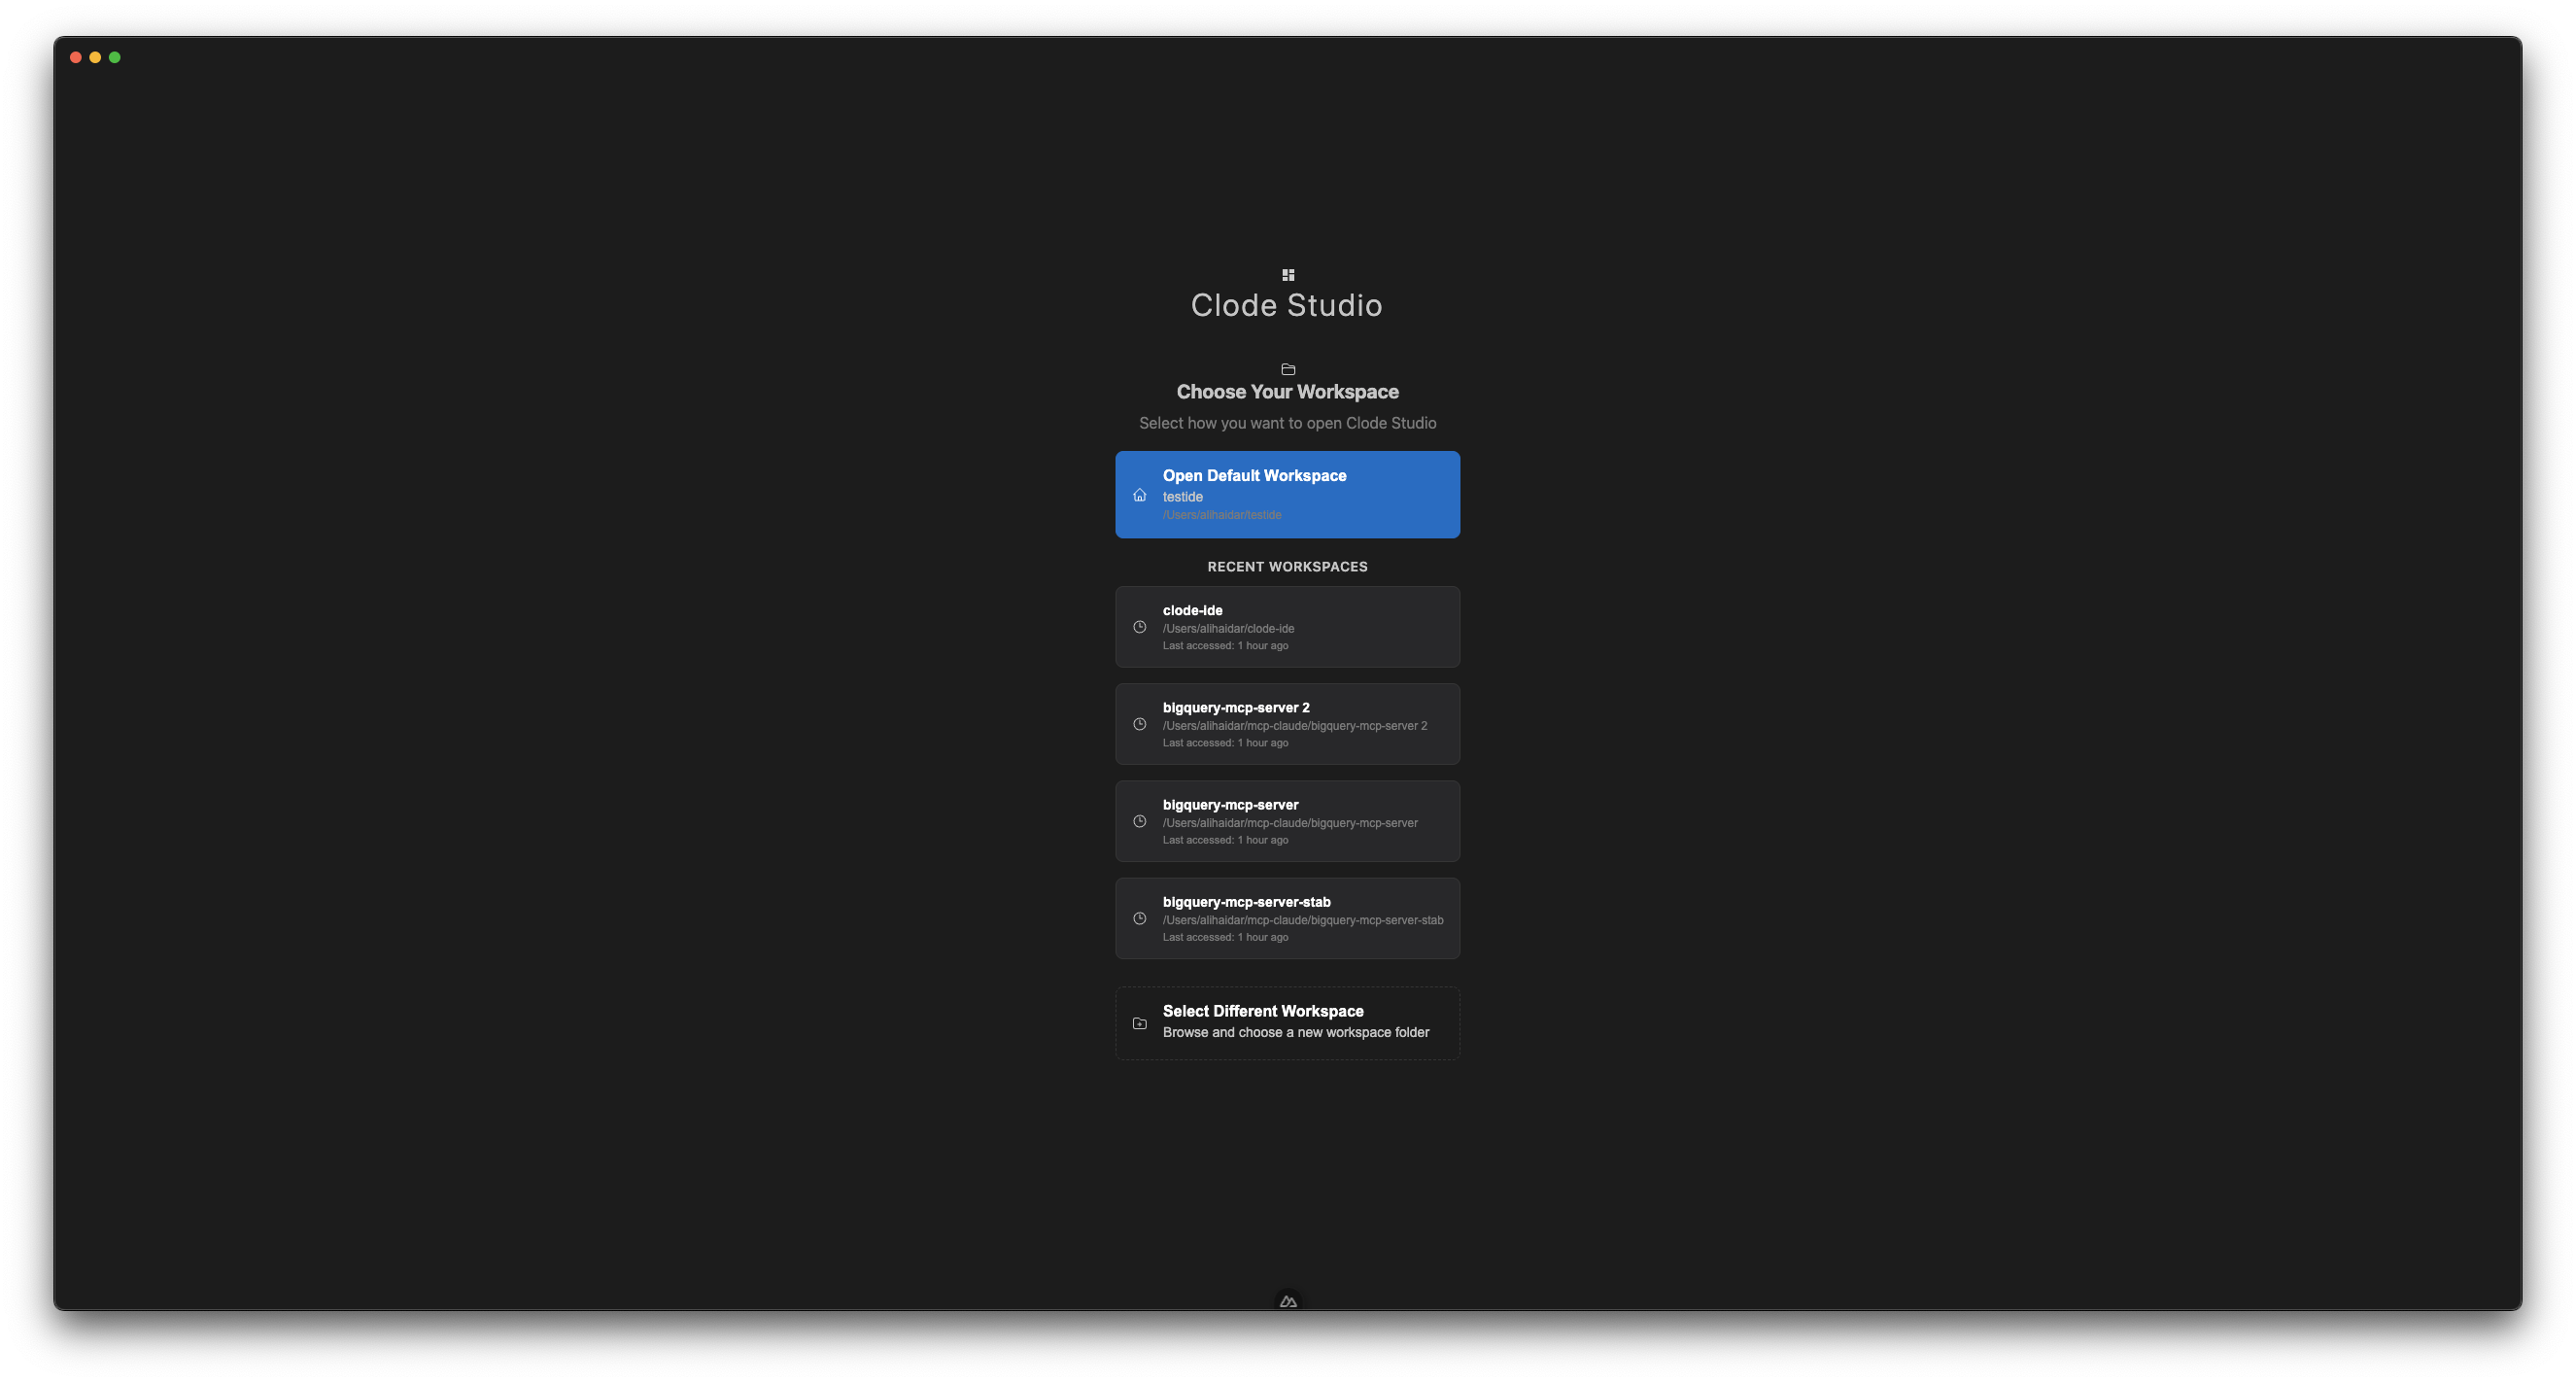 Clode Studio
Choose Your Workspace
Select how you want to open Clode Studio
Open Default Workspace
testide
/Users/alihaidar/testide
RECENT WORKSPACES
clode-ide
/Users/alihaidar/clode-ide
Last accessed: 1 hour ago
bigquery-mcp-server 2
/Users/alihaidar/mcp-claude/bigquery-mcp-server 2
Last accessed: 1 hour ago
bigquery-mcp-server
/Users/alihaidar/mcp-claude/bigquery-mcp-server
Last accessed: 1 hour ago
bigquery-mcp-server-stab
/Users/alihaidar/mcp-claude/bigquery-mcp-server-stab
Last accessed: 1 hour ago
Select Different Workspace
Browse and choose a new workspace folder